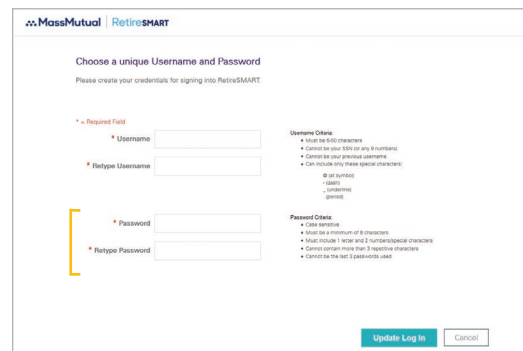 MassMutual RetireSMART
Choose a unique Username and Password
Please create your credentials for signing into RetireSMART.
* = Required Field
* Username
* Retype Username
Username Criteria:
Must be 6-50 characters
Cannot be your SSN (or any 9 numbers)
Cannot be your previous username
Can include only these special characters:
@ (at symbol)
- (dash)
_ (underline)
. (period)
* Password
* Retype Password
Password Criteria:
Case sensitive
Must be a minimum of 8 characters
Must include 1 letter and 2 numbers/special characters
Cannot contain more than 3 repetitive characters
Cannot be the last 3 passwords used
Update Log In
Cancel